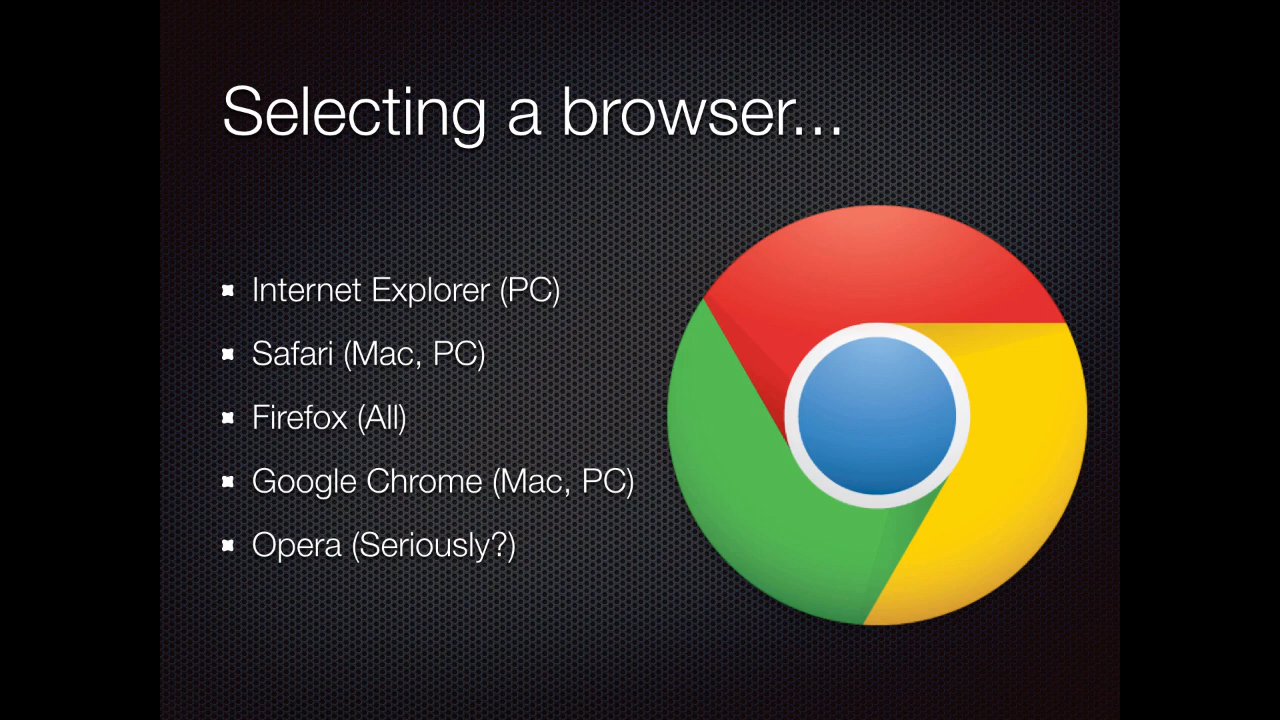 Selecting a browser...
Internet Explorer (PC)
Safari (Mac, PC)
Firefox (All)
Google Chrome (Mac, PC)
Opera (Seriously?)